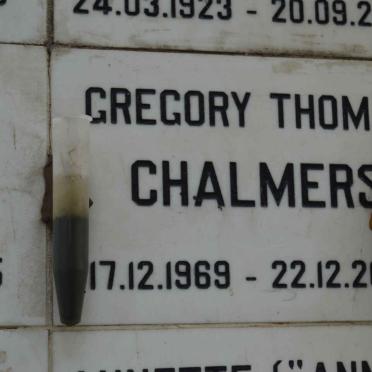 24.03.1923 - 20.09.2
GREGORY THOM
CHALMERS
17.12.1969 - 22.12.2